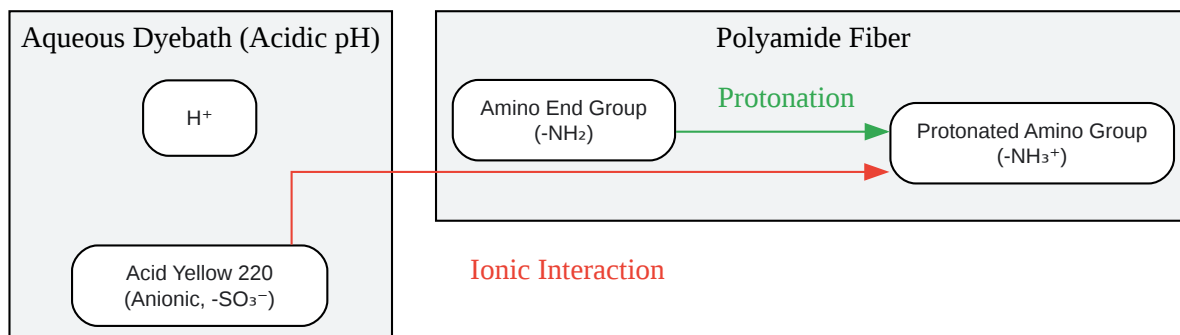 Aqueous Dyebath (Acidic pH)
H⁺
Acid Yellow 220
(Anionic, -SO₃⁻)
Polyamide Fiber
Amino End Group
(-NH₂)
Protonation
Protonated Amino Group
(-NH₃⁺)
Ionic Interaction